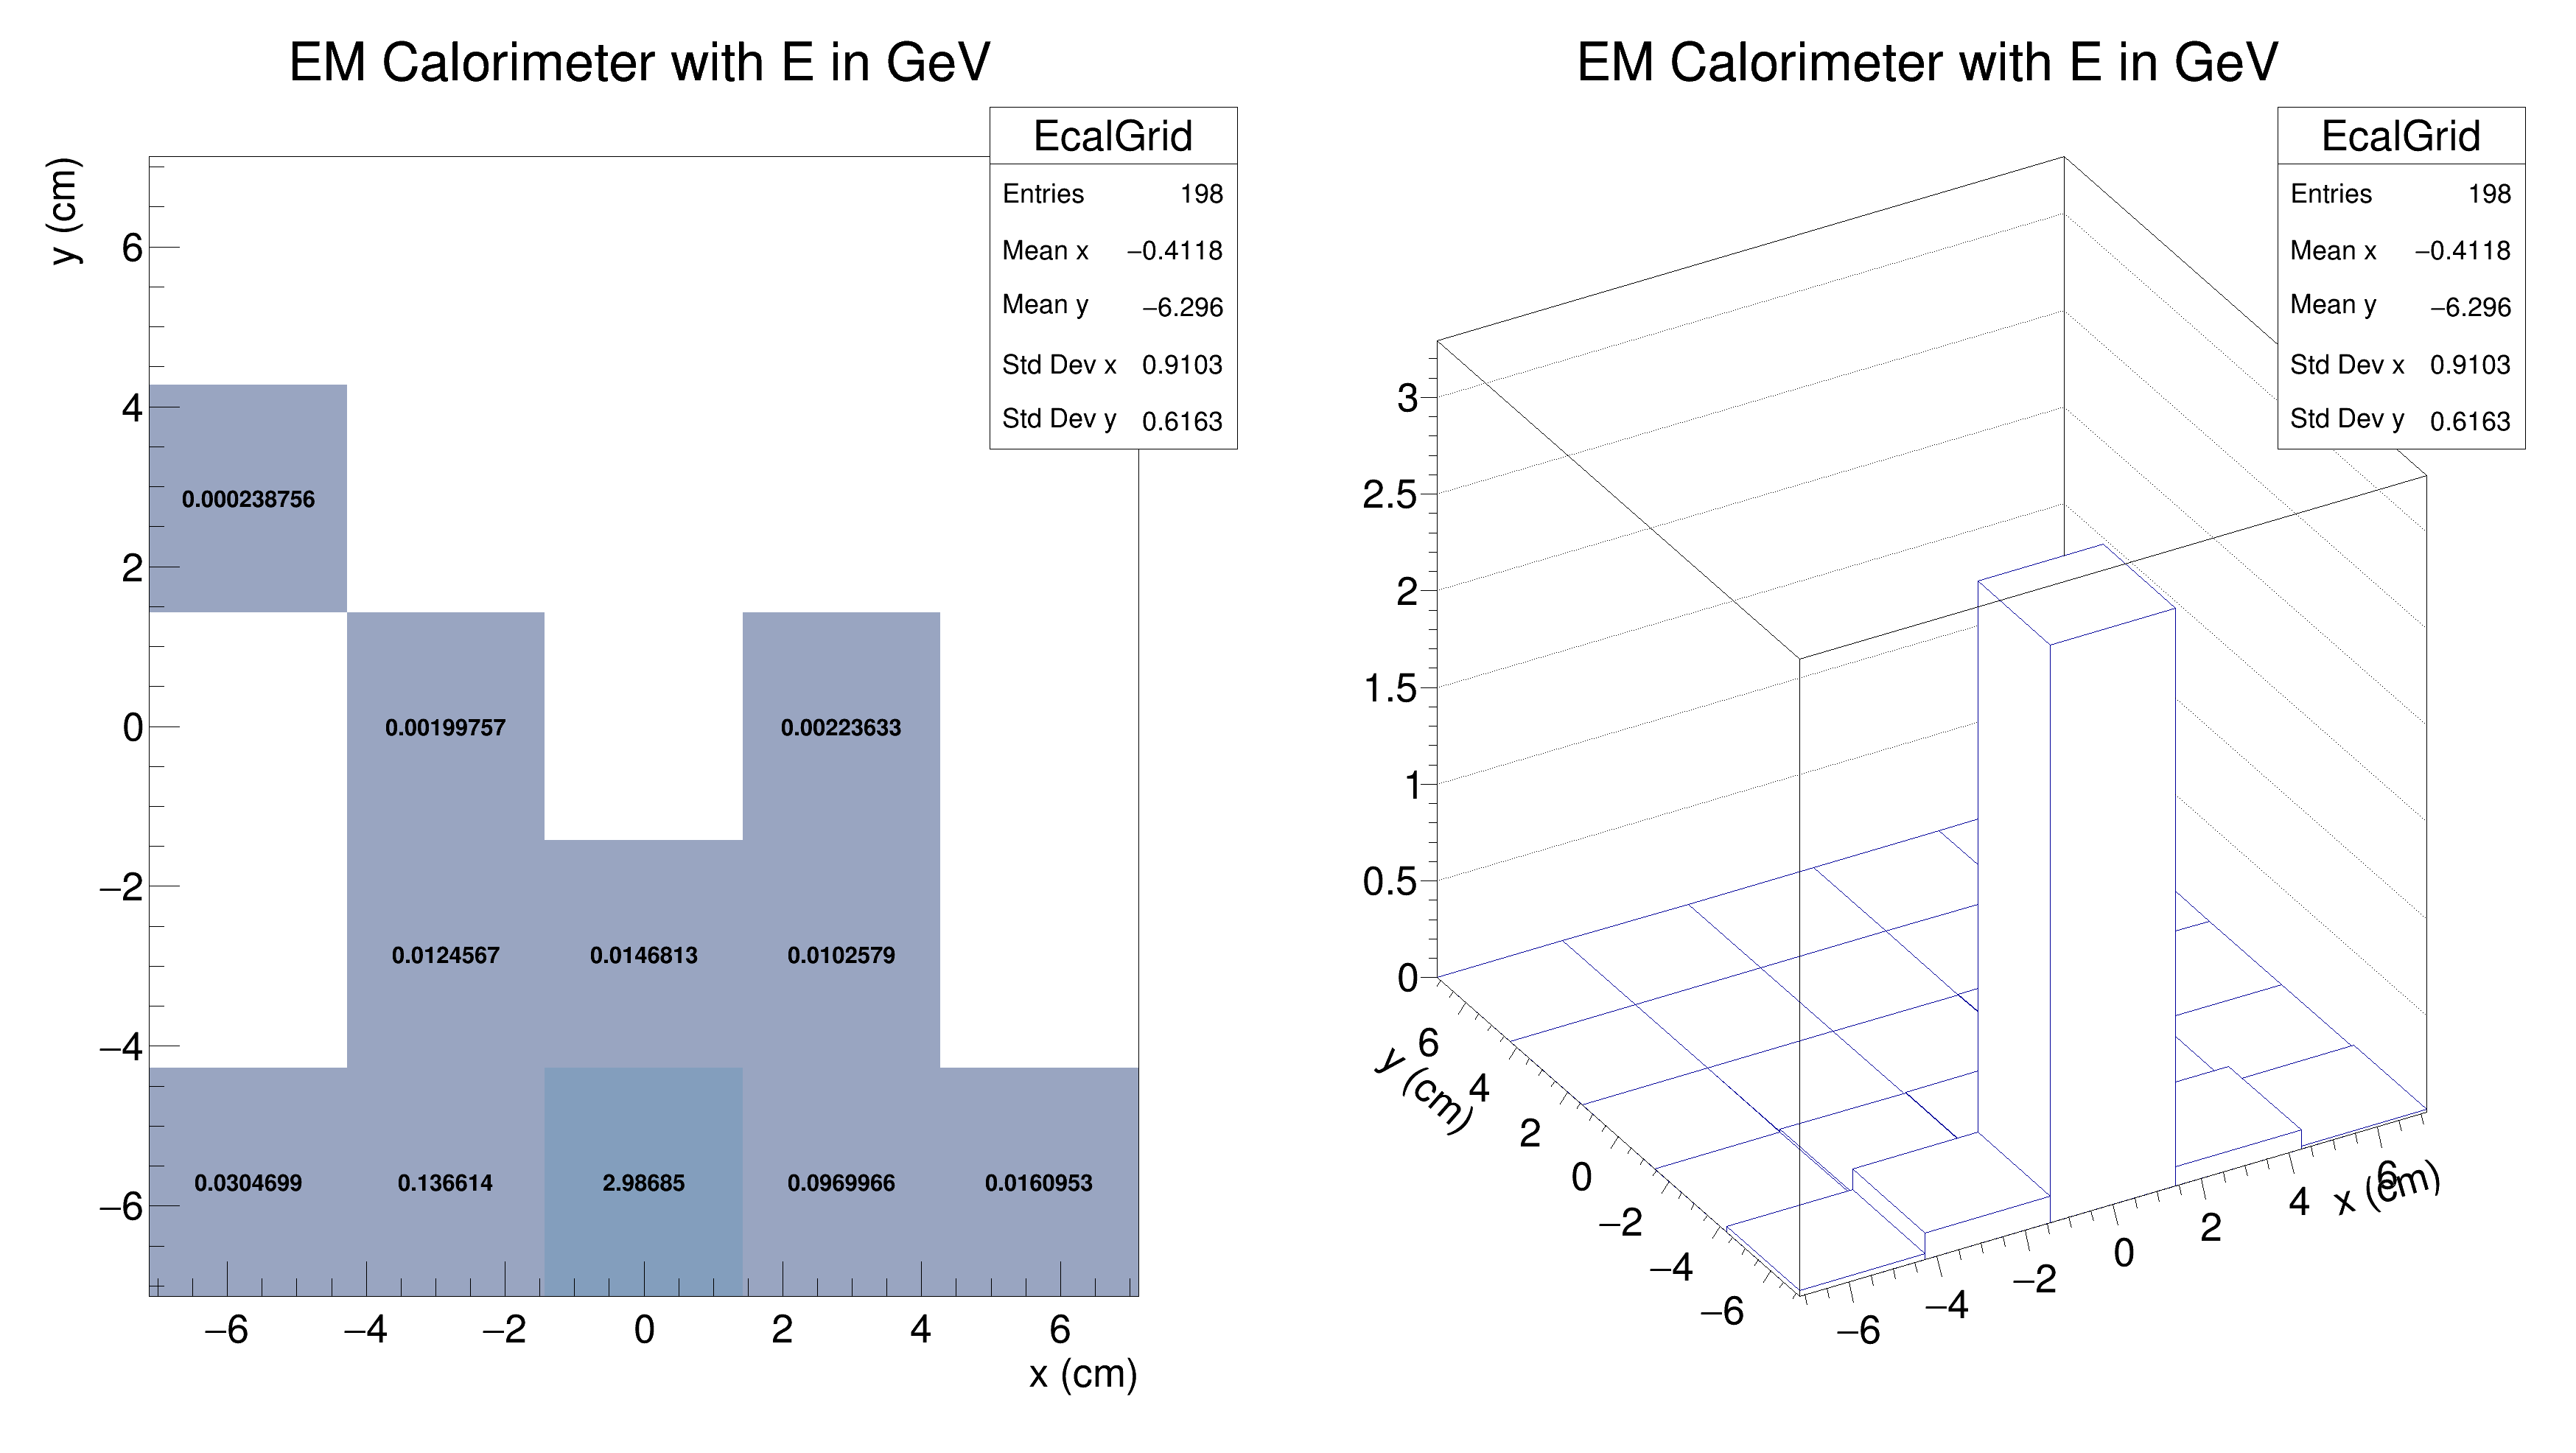 EM Calorimeter with E in GeV
EcalGrid
Entries 198
Mean x −0.4118
Mean y −6.296
Std Dev x 0.9103
Std Dev y 0.6163
y (cm)
6
4
2
0
−2
−4
−6
0.000238756
0.00199757 0.00223633
0.0124567 0.0146813 0.0102579
0.0304699 0.136614 2.98685 0.0969966 0.0160953
−6 −4 −2 0 2 4 6
x (cm)
EM Calorimeter with E in GeV
EcalGrid
Entries 198
Mean x −0.4118
Mean y −6.296
Std Dev x 0.9103
Std Dev y 0.6163
3
2.5
2
1.5
1
0.5
0
y (cm)
6
4
2
0
−2
−4
−6
−6 −4 −2 0 2 4 6
x (cm)